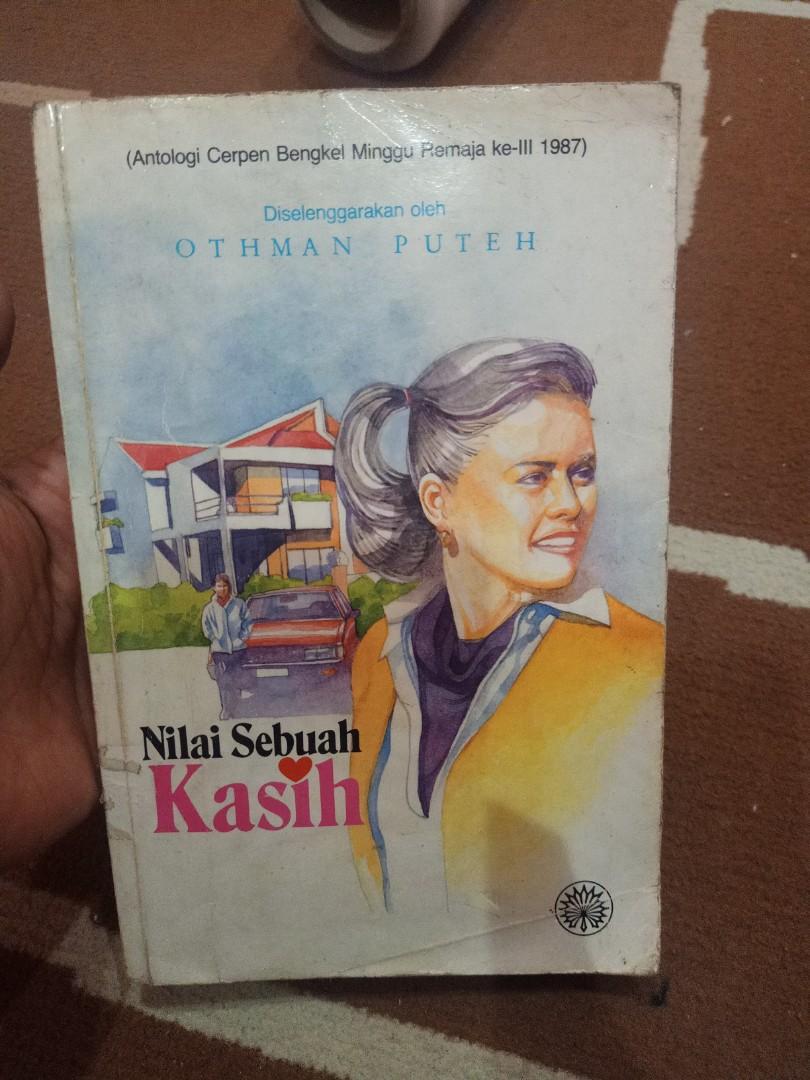 (Antologi Cerpen Bengkel Minggu Remaja ke-III 1987)
Diselenggarakan oleh
OTHMAN PUTEH
Nilai Sebuah
Kasih